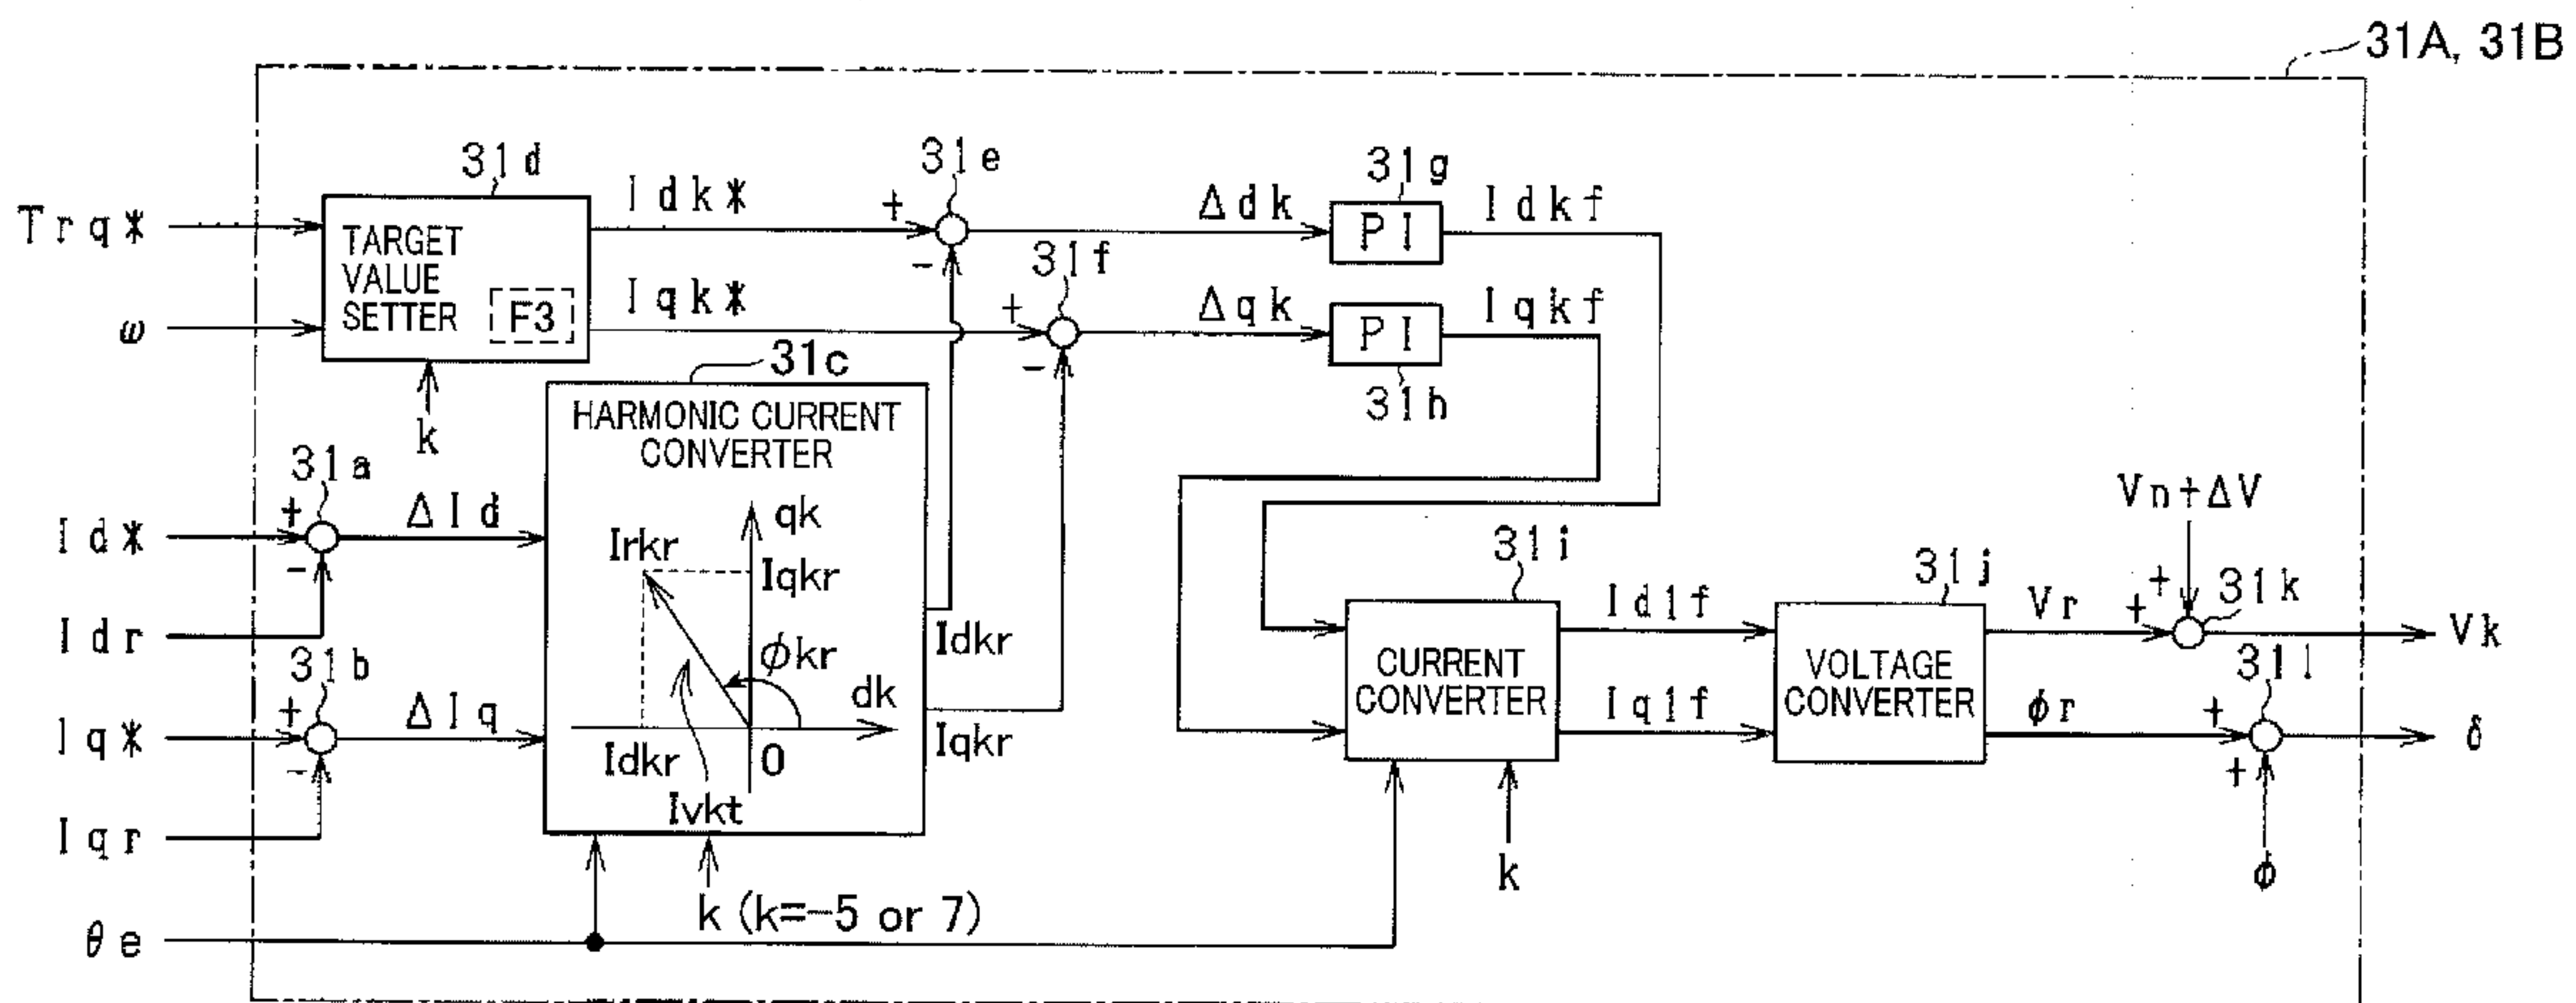 31A, 31B
31d
31e
31g
Trq*
TARGET
VALUE
SETTER
F3
Idk*
+
-
Δdk
PI
Idkf
31f
ω
Iqk*
+
-
Δqk
PI
Iqkf
31h
k
31c
HARMONIC CURRENT
CONVERTER
31a
Id*
+
-
ΔId
Idr
31b
Iq*
+
-
ΔIq
Iqr
qk
Irkr
Iqkr
φkr
dk
Idkr
0
Ivkt
Idkr
Iqkr
k (k=-5 or 7)
θe
31i
CURRENT
CONVERTER
k
Id1f
Iq1f
31j
VOLTAGE
CONVERTER
Vn+ΔV
Vr
+
+
31k
Vk
31l
φr
+
+
δ
φ